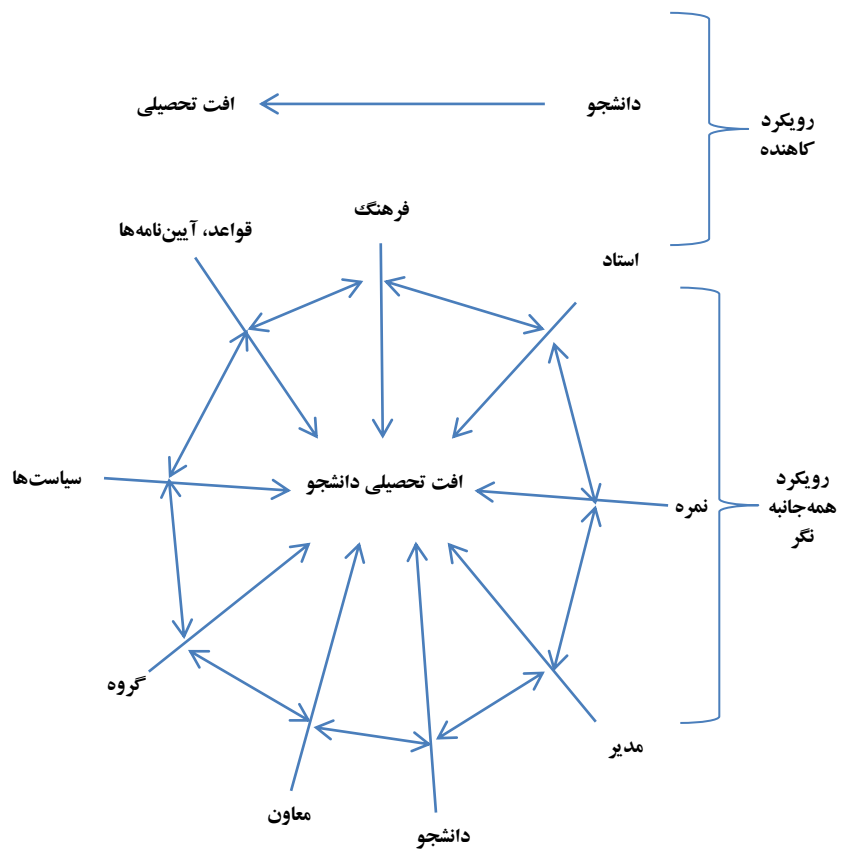 دانشجو
افت تحصیلی
رویکرد
کاهنده
فرهنگ
قواعد، آیین‌نامه‌ها
استاد
رویکرد
همه‌جانبه
نگر
افت تحصیلی دانشجو
سیاست‌ها
نمره
گروه
مدیر
معاون
دانشجو